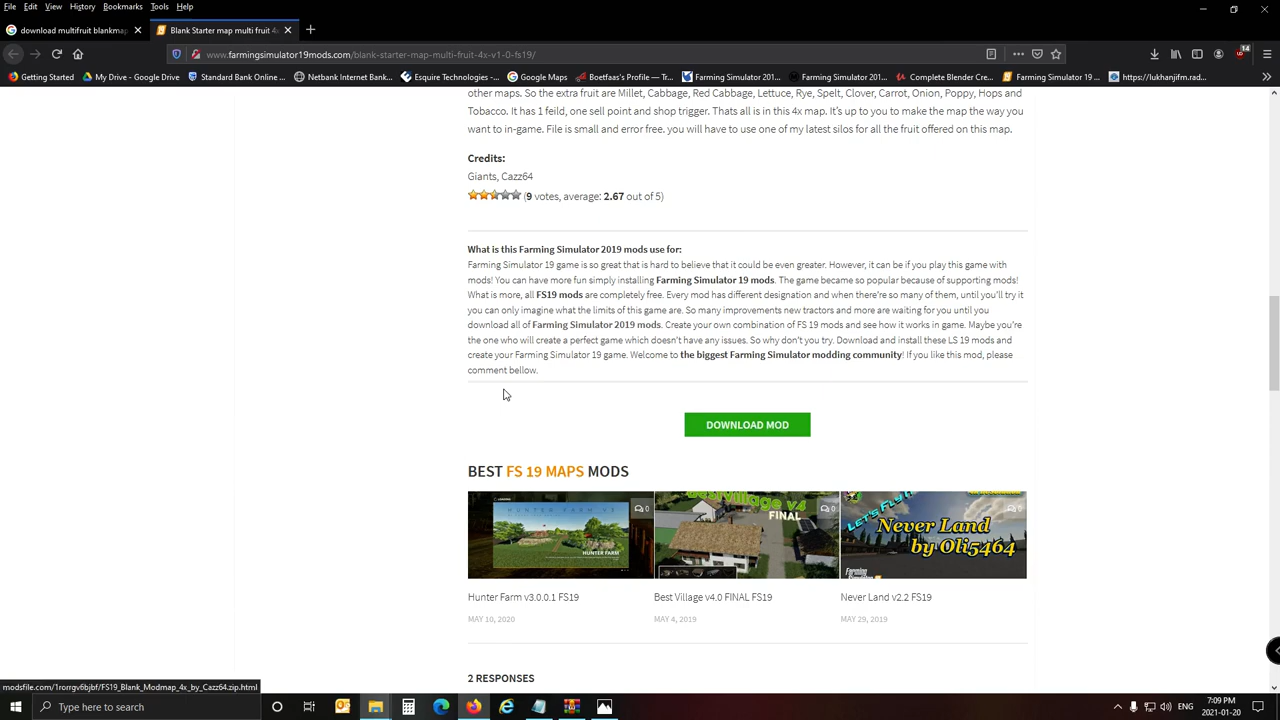 File Edit View History Bookmarks Tools Help
download multifruit blankmap
Blank Starter map multi fruit 4x
www.farmingsimulator19mods.com/blank-starter-map-multi-fruit-4x-v1-0-fs19/
14
Getting Started
My Drive - Google Drive
Standard Bank Online ...
Netbank Internet Bank...
Esquire Technologies -...
Google Maps
Boetfaas's Profile — Tr...
Farming Simulator 201...
Farming Simulator 201...
Complete Blender Cre...
Farming Simulator 19 ...
https://lukhanjifm.rad...
other maps. So the extra fruit are Millet, Cabbage, Red Cabbage, Lettuce, Rye, Spelt, Clover, Carrot, Onion, Poppy, Hops and
Tobacco. It has 1 feild, one sell point and shop trigger. Thats all is in this 4x map. It's up to you to make the map the way you
want to in-game. File is small and error free. you will have to use one of my latest silos for all the fruit offered on this map.
Credits:
Giants, Cazz64
(9 votes, average: 2.67 out of 5)
What is this Farming Simulator 2019 mods use for:
Farming Simulator 19 game is so great that is hard to believe that it could be even greater. However, it can be if you play this game with
mods! You can have more fun simply installing Farming Simulator 19 mods. The game became so popular because of supporting mods!
What is more, all FS19 mods are completely free. Every mod has different designation and when there're so many of them, until you'll try it
you can only imagine what the limits of this game are. So many improvements new tractors and more are waiting for you until you
download all of Farming Simulator 2019 mods. Create your own combination of FS 19 mods and see how it works in game. Maybe you're
the one who will create a perfect game which doesn't have any issues. So why don't you try. Download and install these LS 19 mods and
create your Farming Simulator 19 game. Welcome to the biggest Farming Simulator modding community! If you like this mod, please
comment bellow.
DOWNLOAD MOD
BEST FS 19 MAPS MODS
HUNTER FARM
HUNTER FARM
0
Best Village v4
FINAL
0
LET'S FLY
Never Land
by Oli5464
0
Hunter Farm v3.0.0.1 FS19
Best Village v4.0 FINAL FS19
Never Land v2.2 FS19
MAY 10, 2020
MAY 4, 2019
MAY 29, 2019
2 RESPONSES
modsfile.com/1rorrgv6bjbf/FS19_Blank_Modmap_4x_by_Cazz64.zip.html
Type here to search
ENG
7:09 PM
2021-01-20